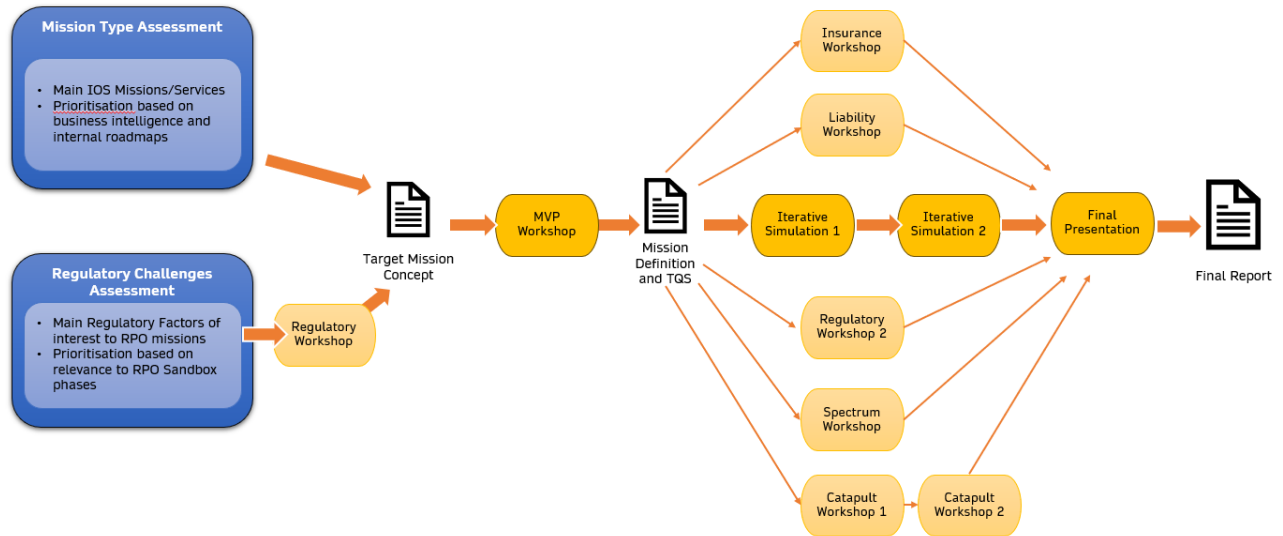 Mission Type Assessment
• Main IOS Missions/Services
• Prioritisation based on
business intelligence and
internal roadmaps
Regulatory Challenges
Assessment
• Main Regulatory Factors of
interest to RPO missions
• Prioritisation based on
relevance to RPO Sandbox
phases
Regulatory
Workshop
Target Mission
Concept
MVP
Workshop
Mission
Definition
and TQS
Insurance
Workshop
Liability
Workshop
Iterative
Simulation 1
Iterative
Simulation 2
Regulatory
Workshop 2
Spectrum
Workshop
Catapult
Workshop 1
Catapult
Workshop 2
Final
Presentation
Final Report